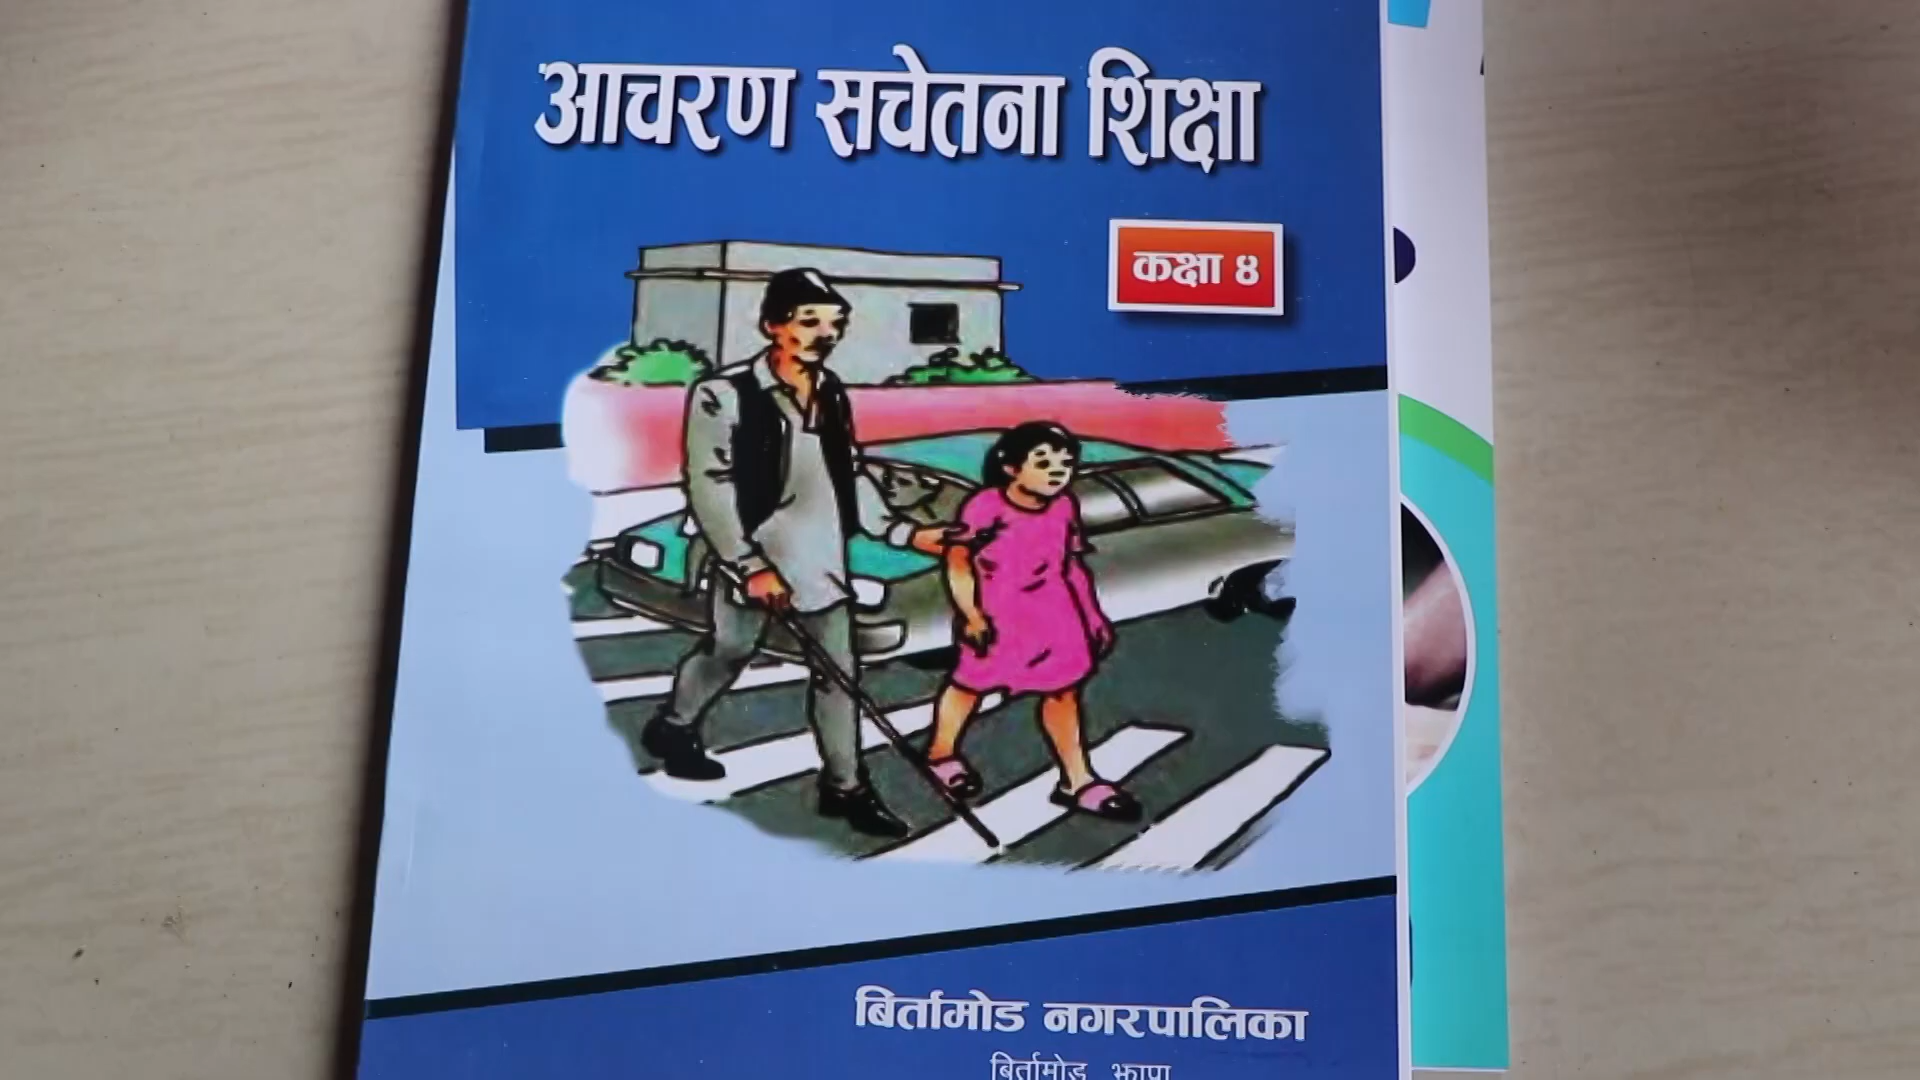 आचरण सचेतना शिक्षा
कक्षा ४
बिर्तामोड नगरपालिका
बिर्तामोड, झापा